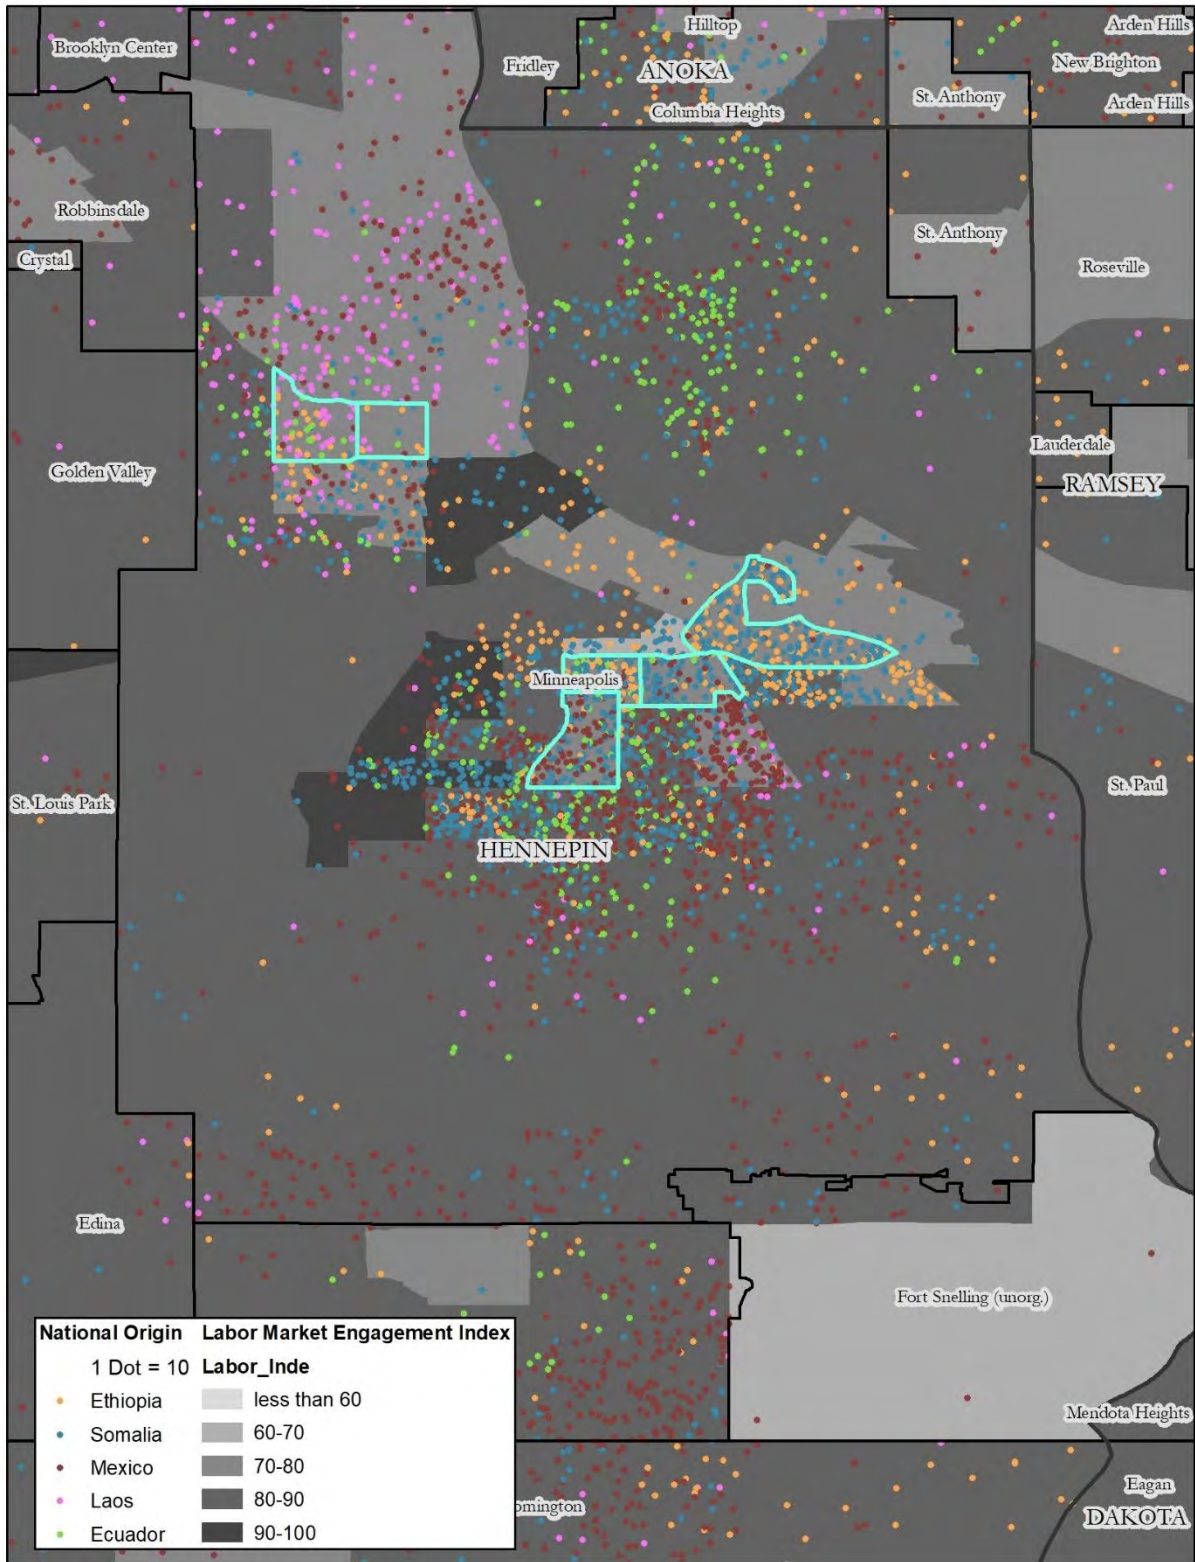 Hilltop
Arden Hills
Brooklyn Center
Fridley
ANOKA
New Brighton
St. Anthony
Arden Hills
Columbia Heights
Robbinsdale
St. Anthony
Crystal
Roseville
Golden Valley
Lauderdale
RAMSEY
Minneapolis
St. Louis Park
St. Paul
HENNEPIN
Edina
Fort Snelling (unorg.)
Mendota Heights
Eagan
DAKOTA
omington
National Origin Labor Market Engagement Index
1 Dot = 10 Labor_Inde
Ethiopia less than 60
Somalia 60-70
Mexico 70-80
Laos 80-90
Ecuador 90-100